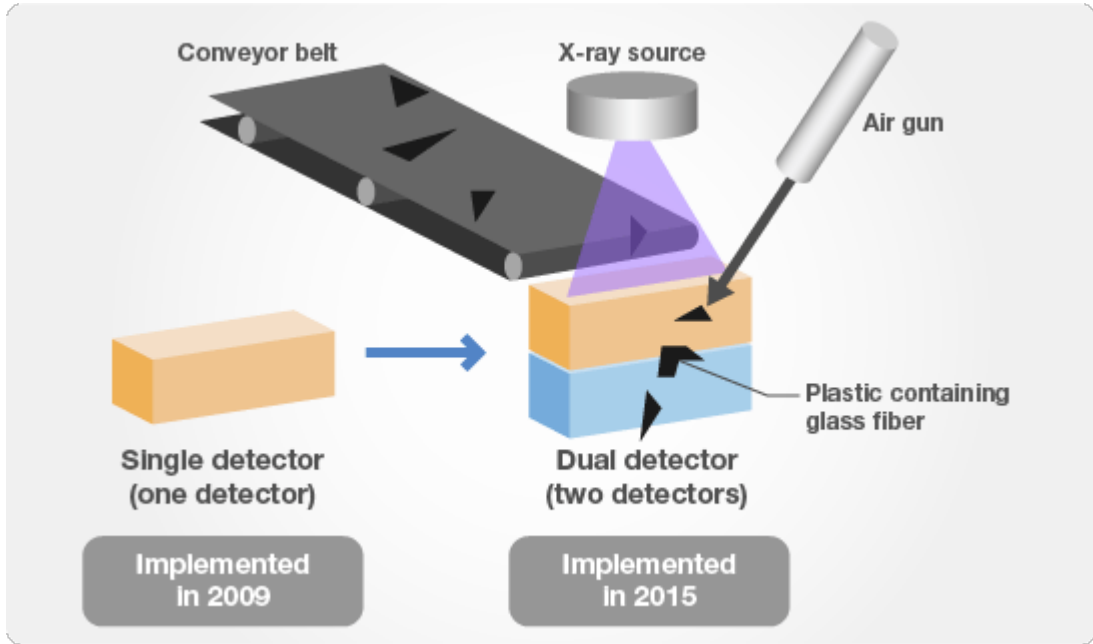 Conveyor belt
X-ray source
Air gun
Plastic containing
glass fiber
Single detector
(one detector)
Dual detector
(two detectors)
Implemented
in 2009
Implemented
in 2015